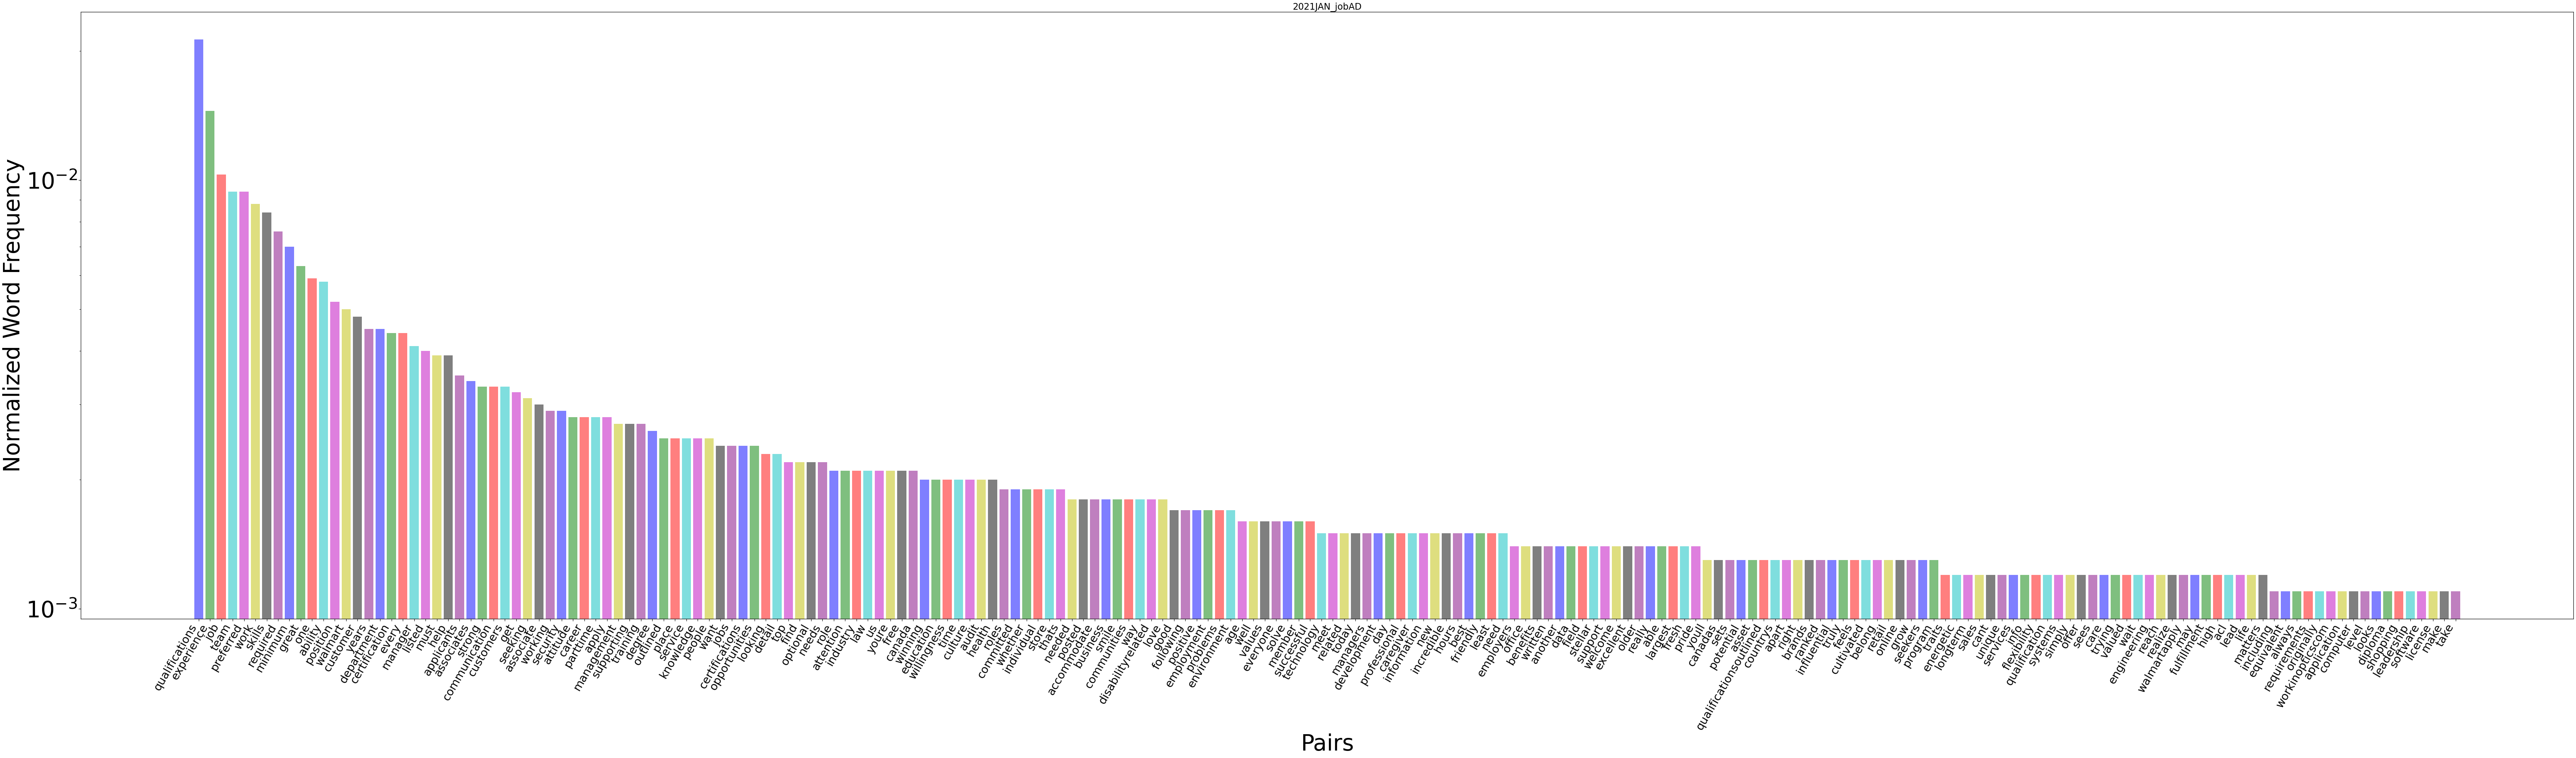 2021JAN_jobAD
Normalized Word Frequency
10−2
10−3
qualifications
experience
job
team
preferred
work
skills
required
minimum
great
one
ability
position
walmart
customer
years
department
certification
every
manager
listed
must
help
applicants
associates
strong
communication
customers
get
seeking
associate
working
security
attitude
career
place
parttime
apply
management
supporting
training
degree
outlined
service
knowledge
people
want
jobs
certifications
opportunities
looking
detail
top
mind
optional
needs
role
attention
industry
law
us
youre
free
canada
winning
education
willingness
time
culture
audit
health
roles
committed
whether
individual
store
thats
needed
posted
accommodate
business
smile
communities
way
disabilityrelated
love
good
following
positive
employment
problems
environment
age
well
values
everyone
solve
member
successful
technology
meet
related
today
managers
development
day
professional
caregiver
information
new
incredible
hours
best
friendly
least
need
employers
office
benefits
written
another
data
field
stellar
support
welcome
excellent
older
really
able
largest
fresh
pride
youll
canadas
sets
potential
asset
qualificationsoutlined
countrys
apart
right
brands
ranked
influential
truly
feels
cultivated
belong
retail
online
grow
seekers
program
traits
energetic
longterm
sales
cant
unique
services
info
flexibility
qualification
systems
simply
offer
sees
care
trying
valued
wait
engineering
reach
realize
walmartapply
may
fulfillment
high
acl
lead
life
matters
including
equivalent
always
requirements
originally
opticscom
workinopticsapplication
computer
level
looks
diploma
shopping
leadership
software
license
make
take
Pairs